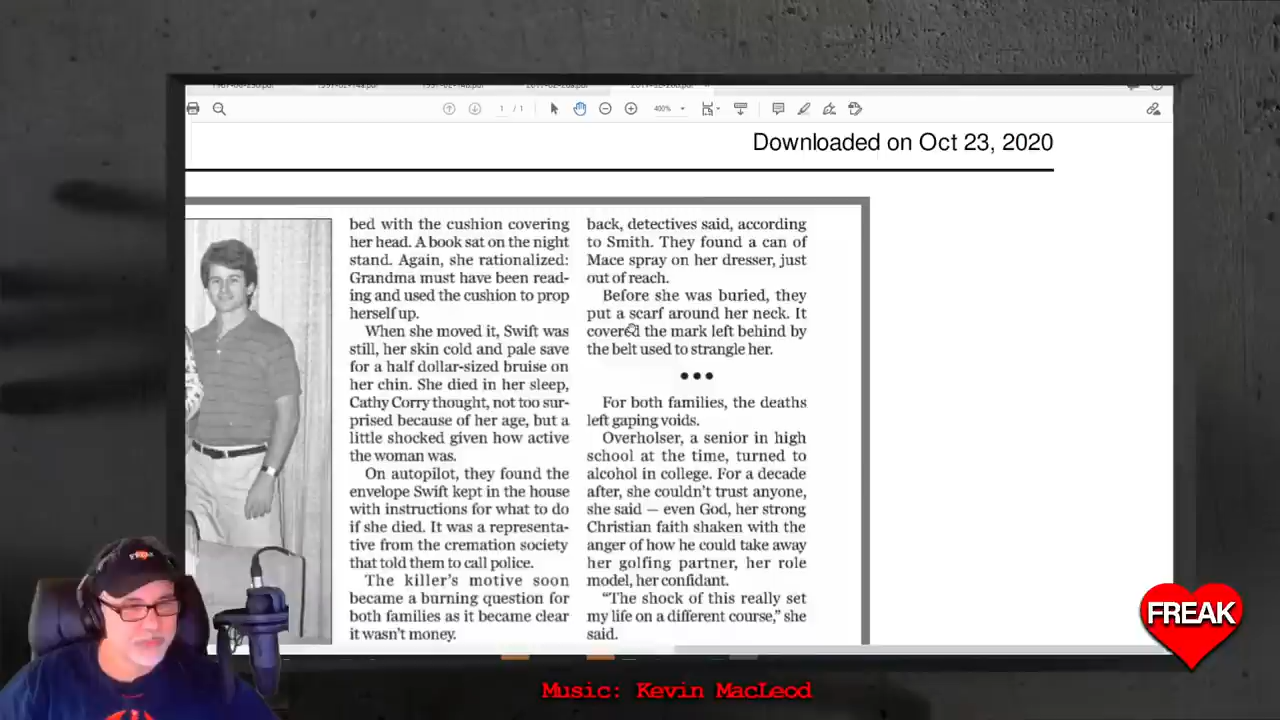 1 / 1
400%
Downloaded on Oct 23, 2020
bed with the cushion covering
her head. A book sat on the night
stand. Again, she rationalized:
Grandma must have been read-
ing and used the cushion to prop
herself up.
When she moved it, Swift was
still, her skin cold and pale save
for a half dollar-sized bruise on
her chin. She died in her sleep,
Cathy Corry thought, not too sur-
prised because of her age, but a
little shocked given how active
the woman was.
On autopilot, they found the
envelope Swift kept in the house
with instructions for what to do
if she died. It was a representa-
tive from the cremation society
that told them to call police.
The killer's motive soon
became a burning question for
both families as it became clear
it wasn't money.
back, detectives said, according
to Smith. They found a can of
Mace spray on her dresser, just
out of reach.
Before she was buried, they
put a scarf around her neck. It
covered the mark left behind by
the belt used to strangle her.
•••
For both families, the deaths
left gaping voids.
Overholser, a senior in high
school at the time, turned to
alcohol in college. For a decade
after, she couldn't trust anyone,
she said — even God, her strong
Christian faith shaken with the
anger of how he could take away
her golfing partner, her role
model, her confidant.
"The shock of this really set
my life on a different course," she
said.
FREAK
Music: Kevin MacLeod